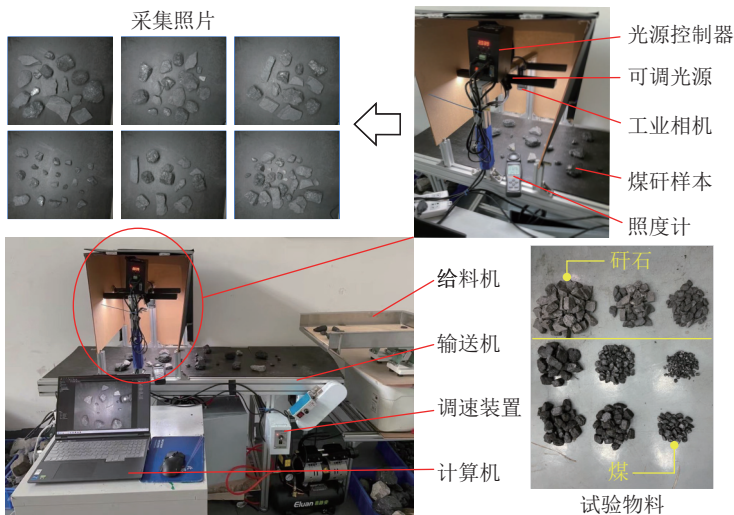 采集照片
光源控制器
可调光源
工业相机
煤矸样本
照度计
给料机
输送机
调速装置
计算机
矸石
煤
试验物料
Eluan